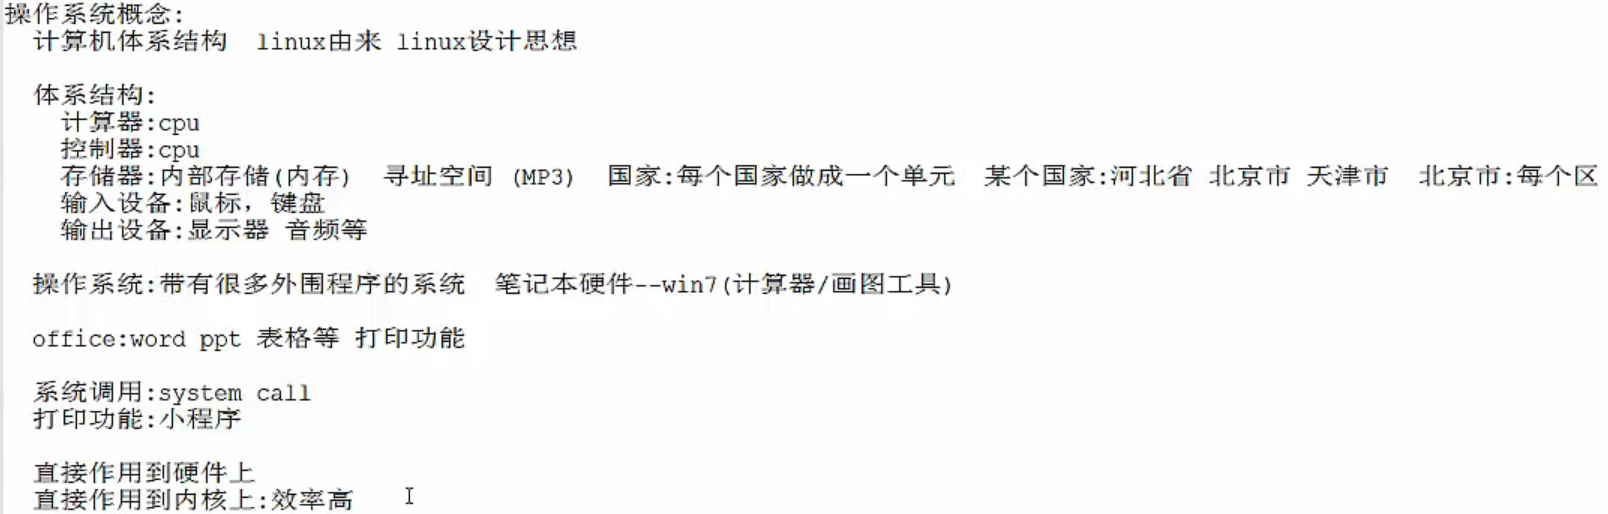 操作系统概念:
计算机体系结构 linux由来 linux设计思想
体系结构:
计算器:cpu
控制器:cpu
存储器:内部存储(内存) 寻址空间 (MP3) 国家:每个国家做成一个单元 某个国家:河北省 北京市 天津市 北京市:每个区
输入设备:鼠标，键盘
输出设备:显示器 音频等
操作系统:带有很多外围程序的系统 笔记本硬件--win7(计算器/画图工具)
office:word ppt 表格等 打印功能
系统调用:system call
打印功能:小程序
直接作用到硬件上
直接作用到内核上:效率高